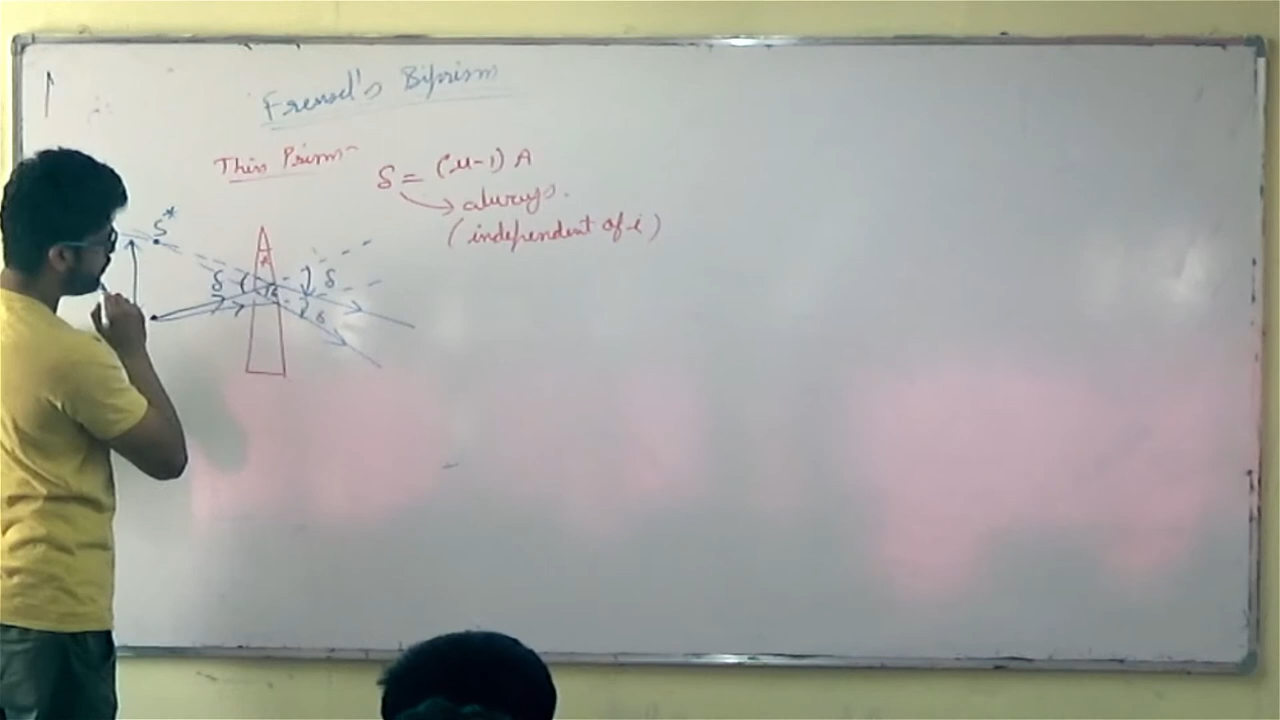 Fresnel's Biprism
Thin Prism-
δ = (μ-1) A
always.
(independent of i)
S*
A
δ
δ
δ